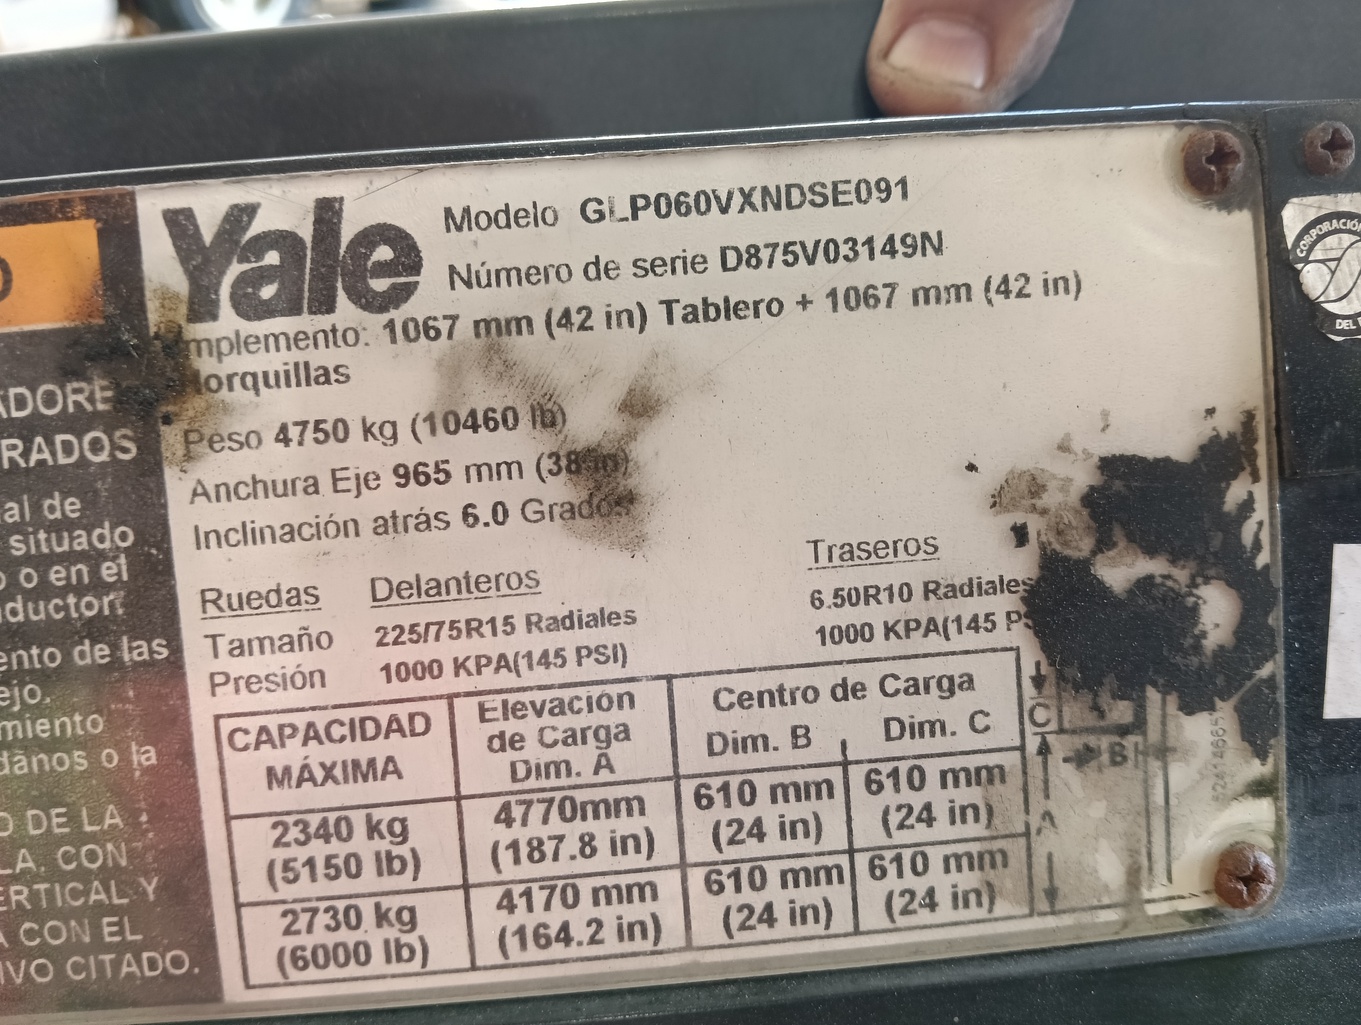 Yale
Modelo GLP060VXNDSE091
Número de serie D875V03149N
mplemento: 1067 mm (42 in) Tablero + 1067 mm (42 in)
orquillas
Peso 4750 kg (10460 lb)
Anchura Eje 965 mm (38 in)
Inclinación atrás 6.0 Grados
Ruedas Delanteros Traseros
Tamaño 225/75R15 Radiales 6.50R10 Radiales
Presión 1000 KPA(145 PSI) 1000 KPA(145 PS
CAPACIDAD MÁXIMA
Elevación de Carga Dim. A
Centro de Carga
Dim. B Dim. C
2340 kg (5150 lb) 4770mm (187.8 in) 610 mm (24 in) 610 mm (24 in)
2730 kg (6000 lb) 4170 mm (164.2 in) 610 mm (24 in) 610 mm (24 in)
C
B
A
O
ADORE
RADOS
al de
situado
o en el
ductor
ento de las
ejo.
miento
daños o la
O DE LA
LA, CON
ERTICAL Y
A CON EL
IVO CITADO.
CORPORACIÓN
DEL